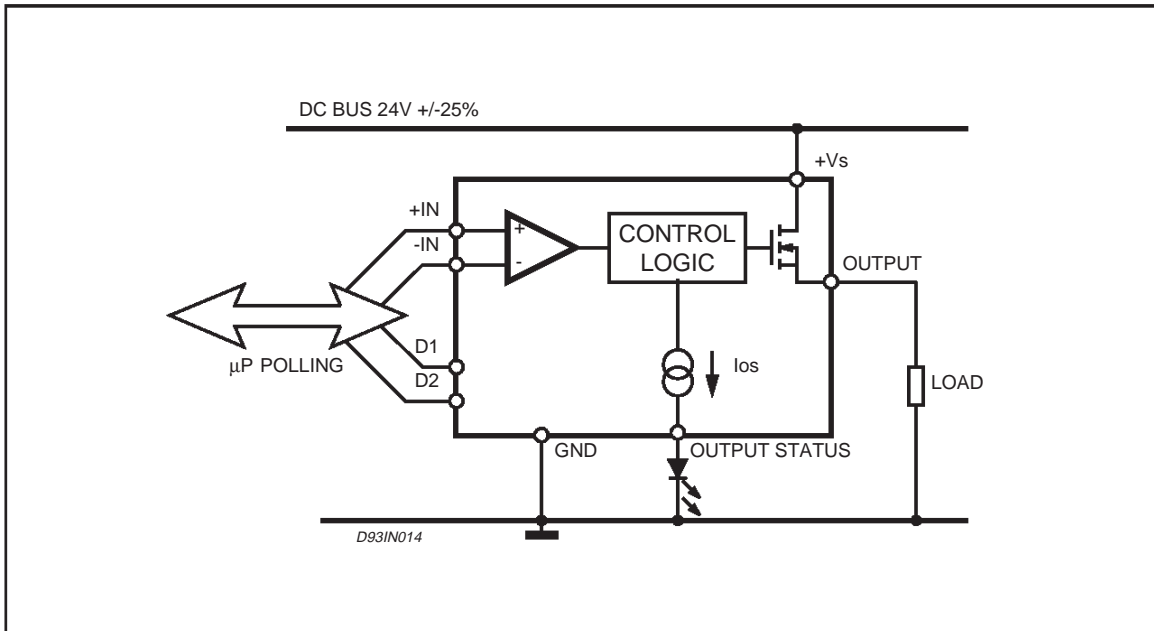 DC BUS 24V +/-25%
+Vs
+IN
-IN
+
-
CONTROL
LOGIC
OUTPUT
D1
µP POLLING
D2
Ios
LOAD
GND
OUTPUT STATUS
D93IN014